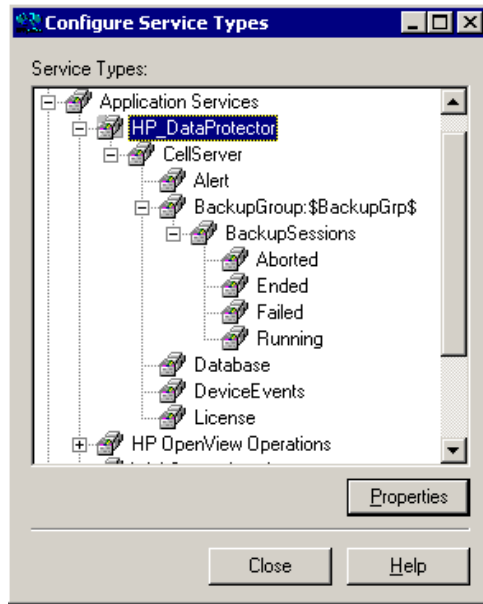 Configure Service Types
Service Types:
Application Services
HP_DataProtector
CellServer
Alert
BackupGroup:$BackupGrp$
BackupSessions
Aborted
Ended
Failed
Running
Database
DeviceEvents
License
HP OpenView Operations
Properties
Close
Help